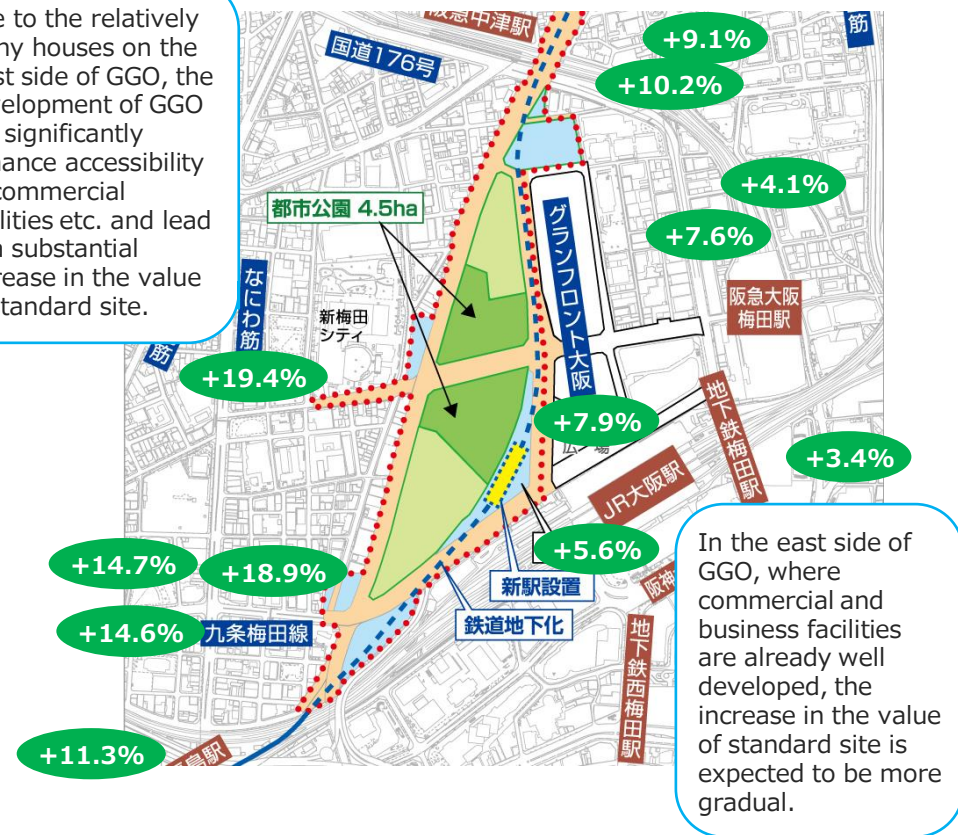 e to the relatively
ny houses on the
st side of GGO, the
velopment of GGO
significantly
ance accessibility
commercial
ilities etc. and lead
substantial
rease in the value
standard site.
国道176号
筋
+9.1%
+10.2%
+4.1%
+7.6%
都市公園 4.5ha
グランフロント大阪
阪急大阪
梅田駅
なにわ筋
新梅田
シティ
筋
+19.4%
+7.9%
地下鉄梅田駅
+3.4%
JR大阪駅
+5.6%
+14.7%
+18.9%
+14.6%
九条梅田線
新駅設置
鉄道地下化
阪神
地下鉄西梅田駅
+11.3%
島駅
In the east side of
GGO, where
commercial and
business facilities
are already well
developed, the
increase in the value
of standard site is
expected to be more
gradual.